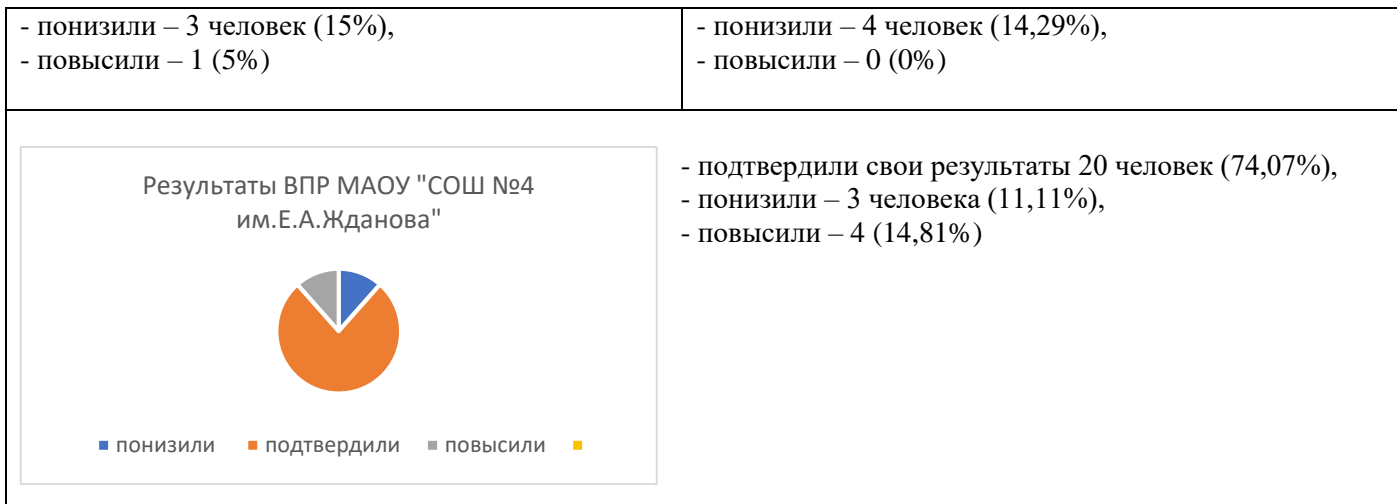 - понизили – 3 человек (15%),
- повысили – 1 (5%)
- понизили – 4 человек (14,29%),
- повысили – 0 (0%)
Результаты ВПР МАОУ "СОШ №4
им.Е.А.Жданова"
понизили подтвердили повысили
- подтвердили свои результаты 20 человек (74,07%),
- понизили – 3 человека (11,11%),
- повысили – 4 (14,81%)